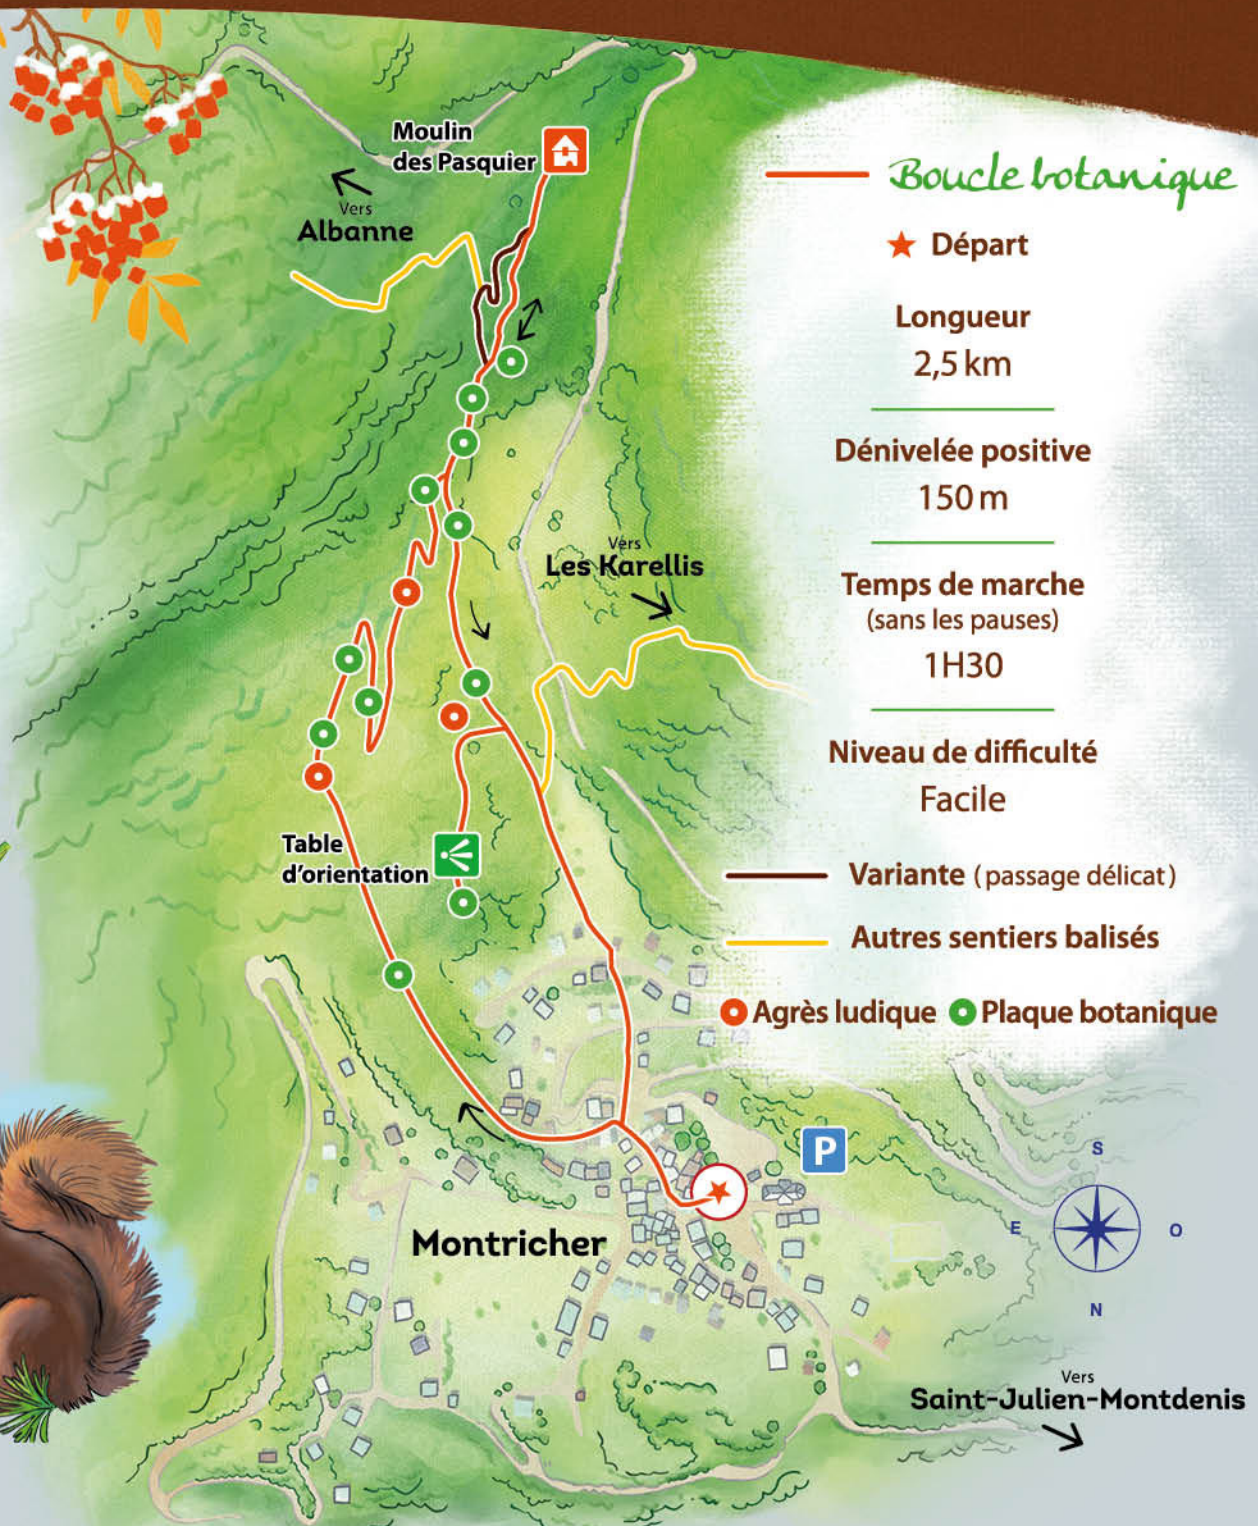 Moulin
des Pasquier
Vers
Albanne
Boucle botanique
Départ
Longueur
2,5 km
Dénivelée positive
150 m
Vers
Les Karellis
Temps de marche
(sans les pauses)
1H30
Niveau de difficulté
Facile
Table
d'orientation
Variante (passage délicat)
Autres sentiers balisés
Agrès ludique
Plaque botanique
P
Montricher
S
E
O
N
Vers
Saint-Julien-Montdenis